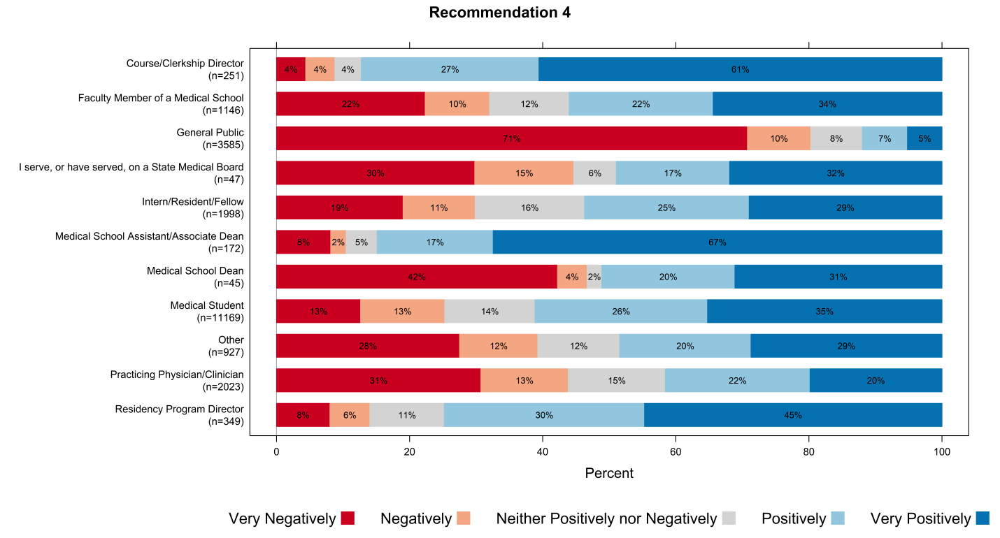 Recommendation 4
Course/Clerkship Director
(n=251)
4% 4% 4% 27% 61%
Faculty Member of a Medical School
(n=1146)
22% 10% 12% 22% 34%
General Public
(n=3585)
71% 10% 8% 7% 5%
I serve, or have served, on a State Medical Board
(n=47)
30% 15% 6% 17% 32%
Intern/Resident/Fellow
(n=1998)
19% 11% 16% 25% 29%
Medical School Assistant/Associate Dean
(n=172)
8% 2% 5% 17% 67%
Medical School Dean
(n=45)
42% 4% 2% 20% 31%
Medical Student
(n=11169)
13% 13% 14% 26% 35%
Other
(n=927)
28% 12% 12% 20% 29%
Practicing Physician/Clinician
(n=2023)
31% 13% 15% 22% 20%
Residency Program Director
(n=349)
8% 6% 11% 30% 45%
0 20 40 60 80 100
Percent
Very Negatively Negatively Neither Positively nor Negatively Positively Very Positively